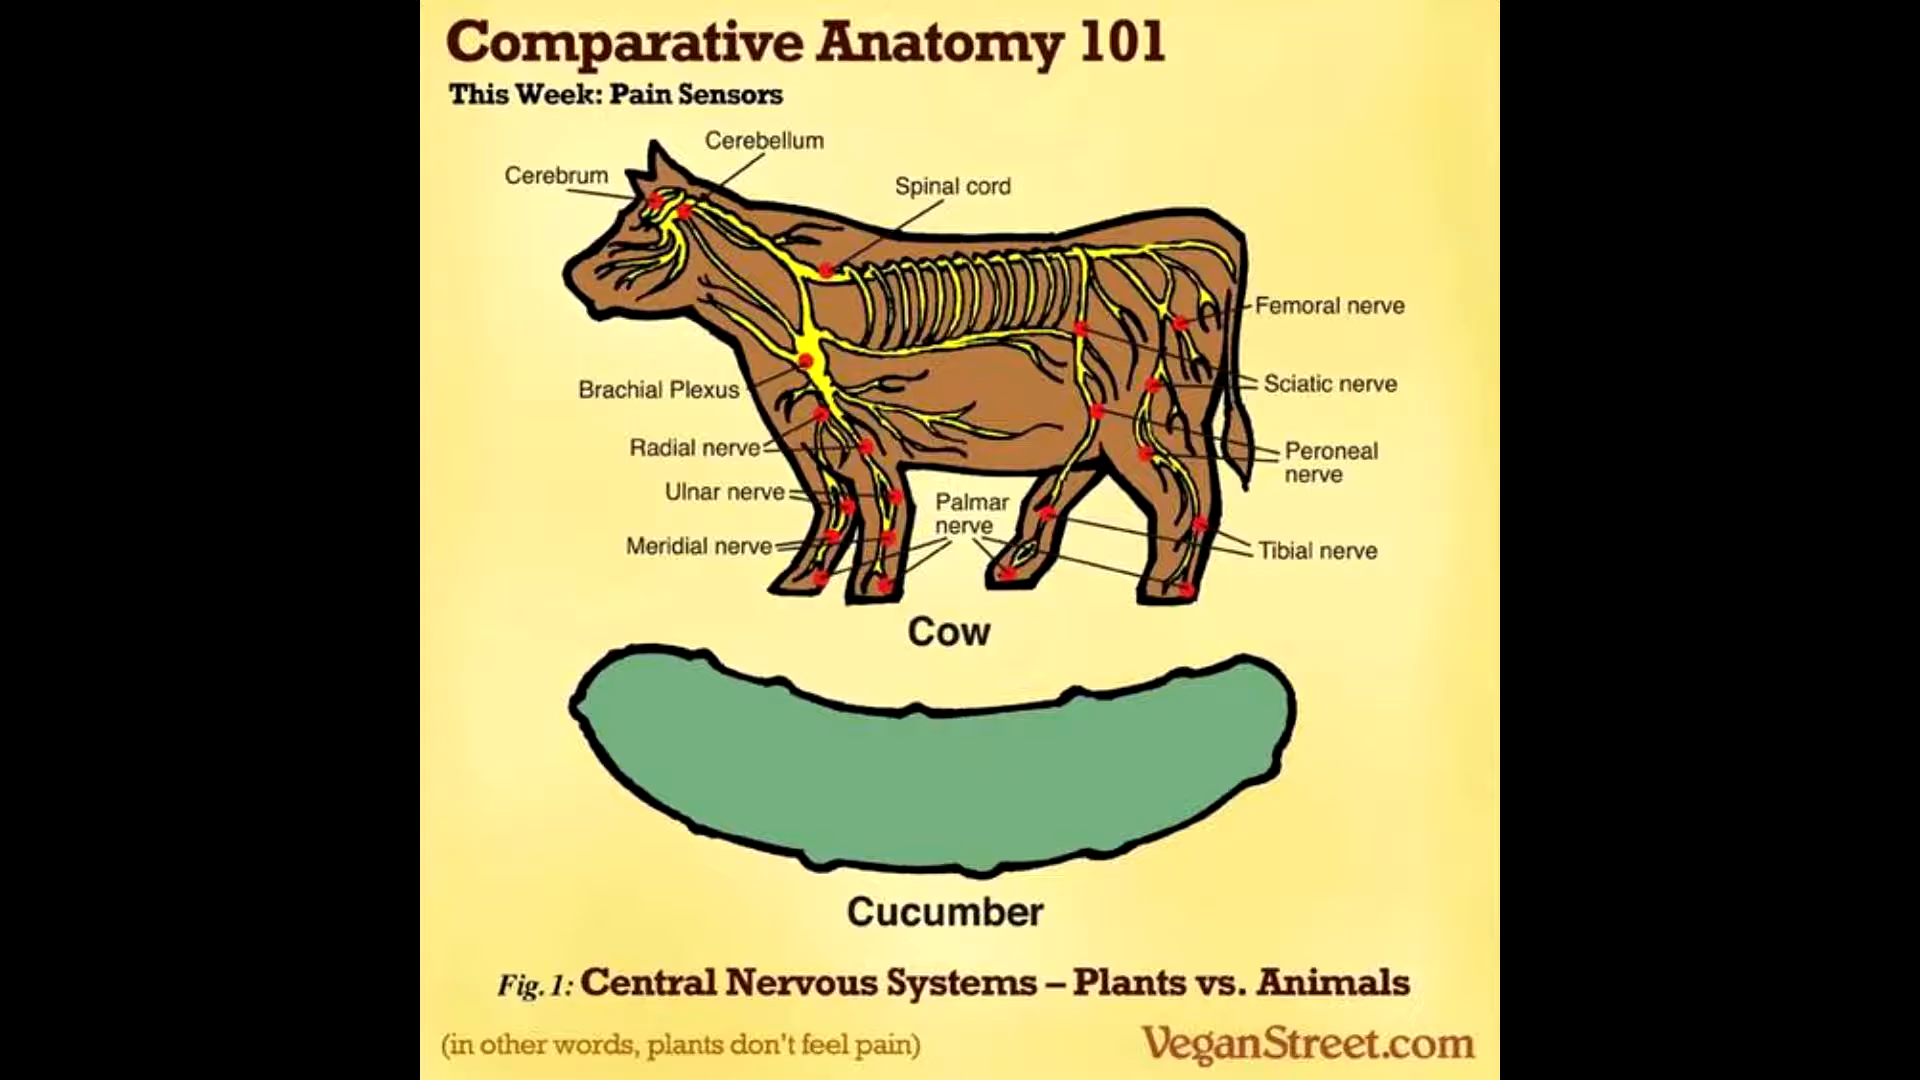 Comparative Anatomy 101
This Week: Pain Sensors
Cerebellum
Cerebrum
Spinal cord
Femoral nerve
Brachial Plexus
Sciatic nerve
Radial nerve
Peroneal
nerve
Ulnar nerve
Palmar
nerve
Meridial nerve
Tibial nerve
Cow
Cucumber
Fig. 1: Central Nervous Systems – Plants vs. Animals
(in other words, plants don't feel pain)
VeganStreet.com